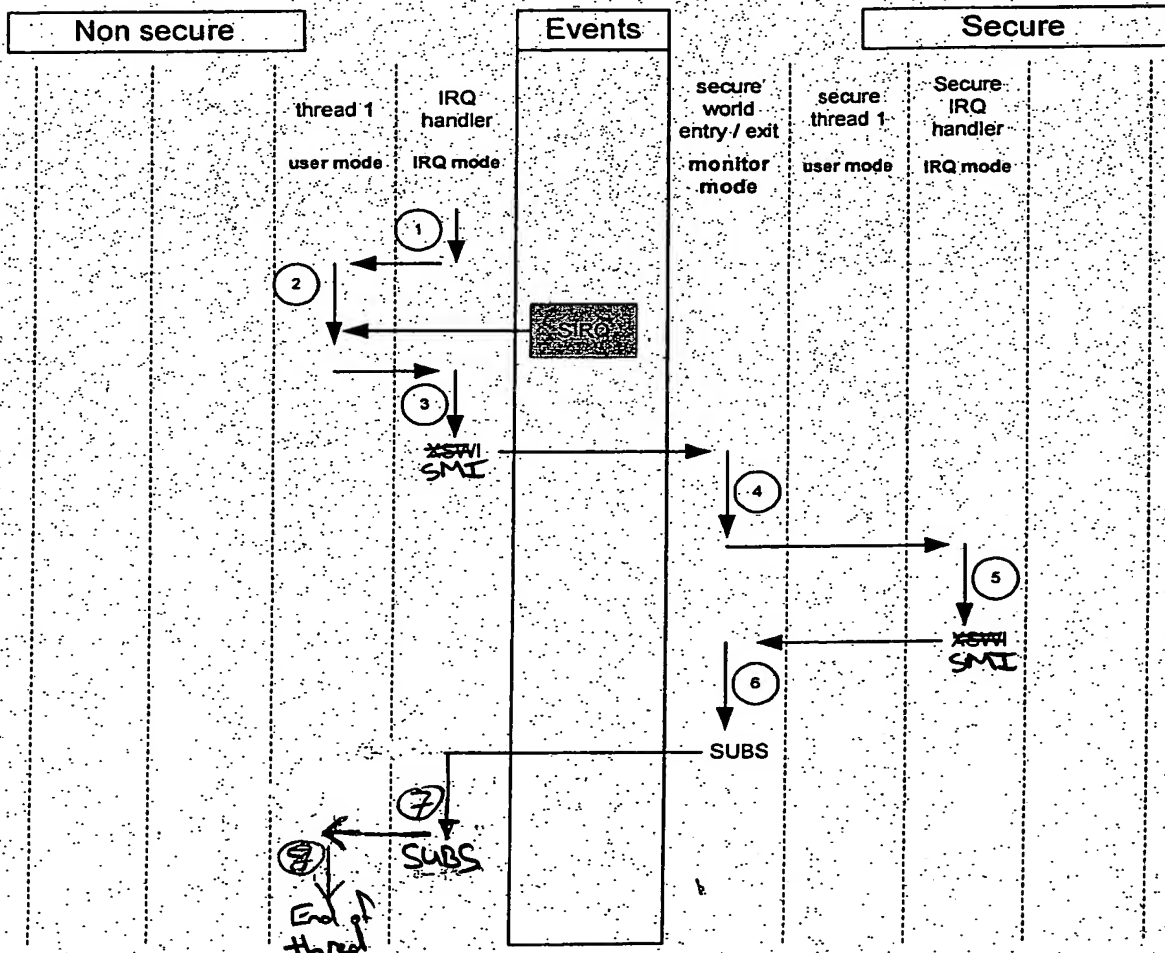 Non secure
Events
Secure
thread 1
user mode
IRQ
handler
IRQ mode
secure
world
entry / exit
monitor
mode
secure
thread 1
user mode
Secure
IRQ
handler
IRQ mode
1
2
SIRQ
3
XSWI
SMI
4
5
XSWI
SMI
6
SUBS
7
SUBS
8
End of
thread